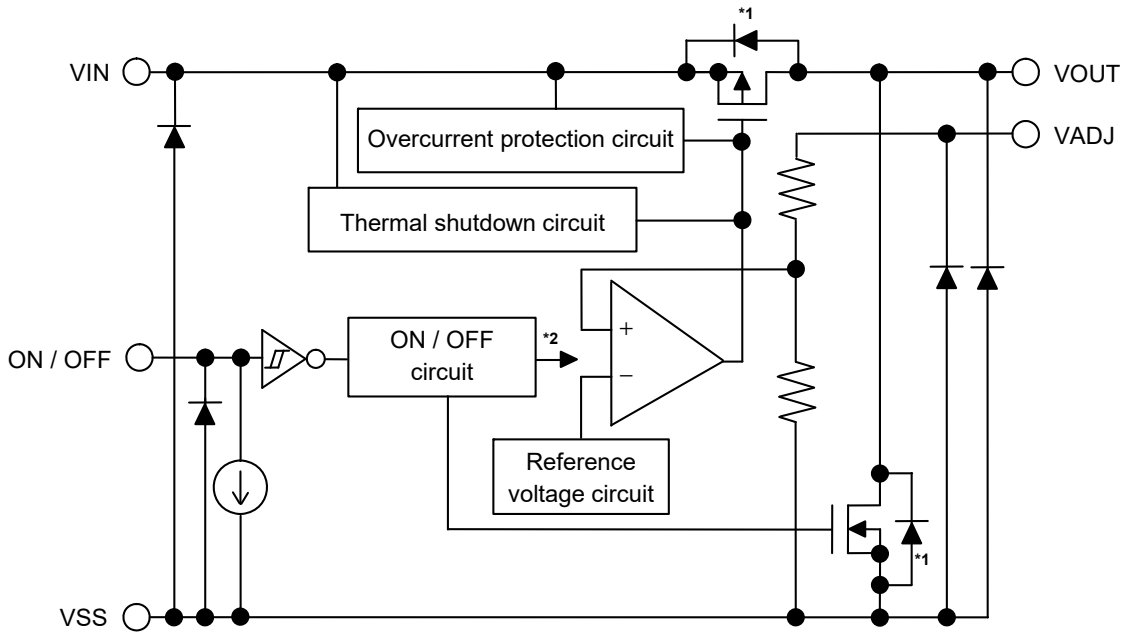 *1
VIN
VOUT
Overcurrent protection circuit
VADJ
Thermal shutdown circuit
+
ON / OFF
ON / OFF
circuit
*2
−
Reference
voltage circuit
*1
VSS